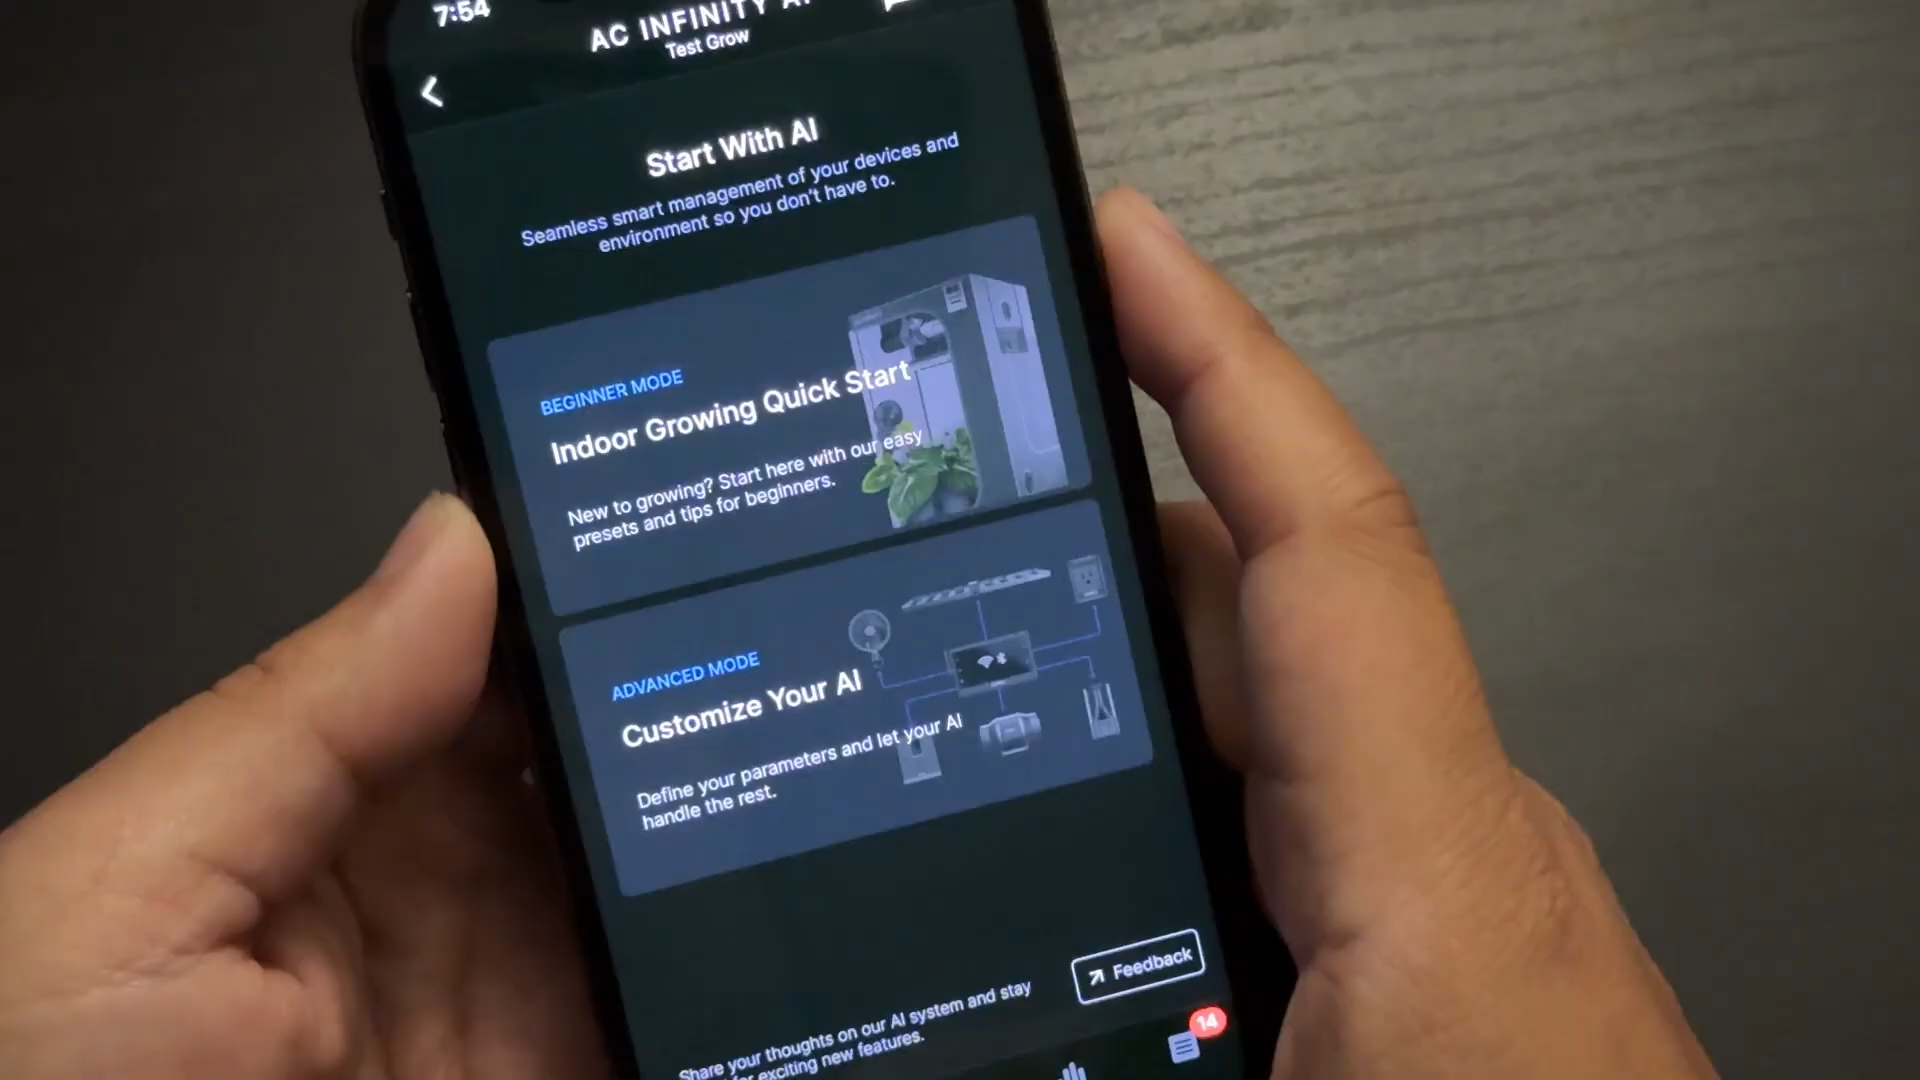 7:54
AC INFINITY AI
Test Grow
Start With AI
Seamless smart management of your devices and
environment so you don't have to.
BEGINNER MODE
Indoor Growing Quick Start
New to growing? Start here with our easy
presets and tips for beginners.
ADVANCED MODE
Customize Your AI
Define your parameters and let your AI
handle the rest.
Feedback
Share your thoughts on our AI system and stay
for exciting new features.
14